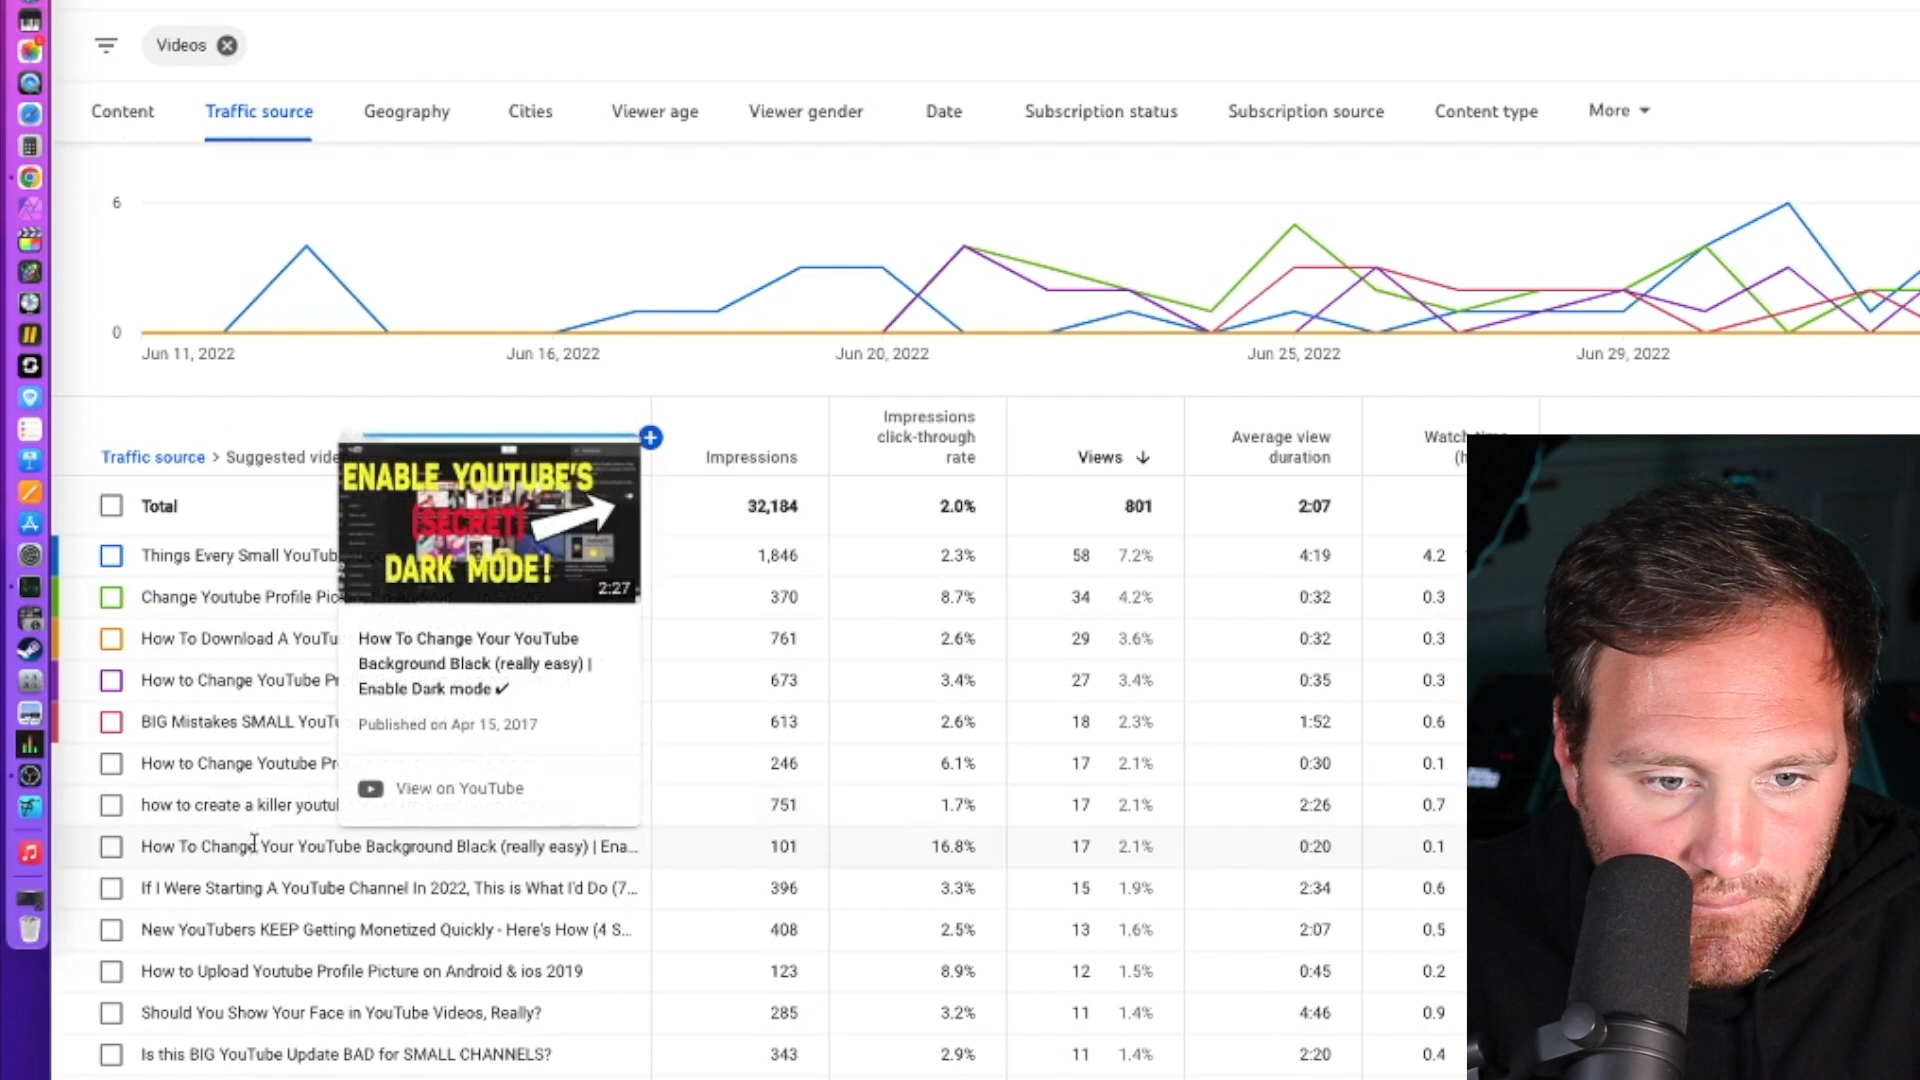 Videos
Content Traffic source Geography Cities Viewer age Viewer gender Date Subscription status Subscription source Content type More
6
0
Jun 11, 2022 Jun 16, 2022 Jun 20, 2022 Jun 25, 2022 Jun 29, 2022
Traffic source > Suggested vide Impressions Impressions click-through rate Views Average view duration Watch
ENABLE YOUTUBE'S
(SECRET)
DARK MODE!
2:27
How To Change Your YouTube
Background Black (really easy) |
Enable Dark mode ✔
Published on Apr 15, 2017
View on YouTube
Total 32,184 2.0% 801 2:07
Things Every Small YouTub 1,846 2.3% 58 7.2% 4:19 4.2
Change Youtube Profile Pic 370 8.7% 34 4.2% 0:32 0.3
How To Download A YouTu 761 2.6% 29 3.6% 0:32 0.3
How to Change YouTube Pr 673 3.4% 27 3.4% 0:35 0.3
BIG Mistakes SMALL YouTu 613 2.6% 18 2.3% 1:52 0.6
How to Change Youtube Pr 246 6.1% 17 2.1% 0:30 0.1
how to create a killer youtul 751 1.7% 17 2.1% 2:26 0.7
How To Change Your YouTube Background Black (really easy) | Ena... 101 16.8% 17 2.1% 0:20 0.1
If I Were Starting A YouTube Channel In 2022, This is What I'd Do (7... 396 3.3% 15 1.9% 2:34 0.6
New YouTubers KEEP Getting Monetized Quickly - Here's How (4 S... 408 2.5% 13 1.6% 2:07 0.5
How to Upload Youtube Profile Picture on Android & ios 2019 123 8.9% 12 1.5% 0:45 0.2
Should You Show Your Face in YouTube Videos, Really? 285 3.2% 11 1.4% 4:46 0.9
Is this BIG YouTube Update BAD for SMALL CHANNELS? 343 2.9% 11 1.4% 2:20 0.4